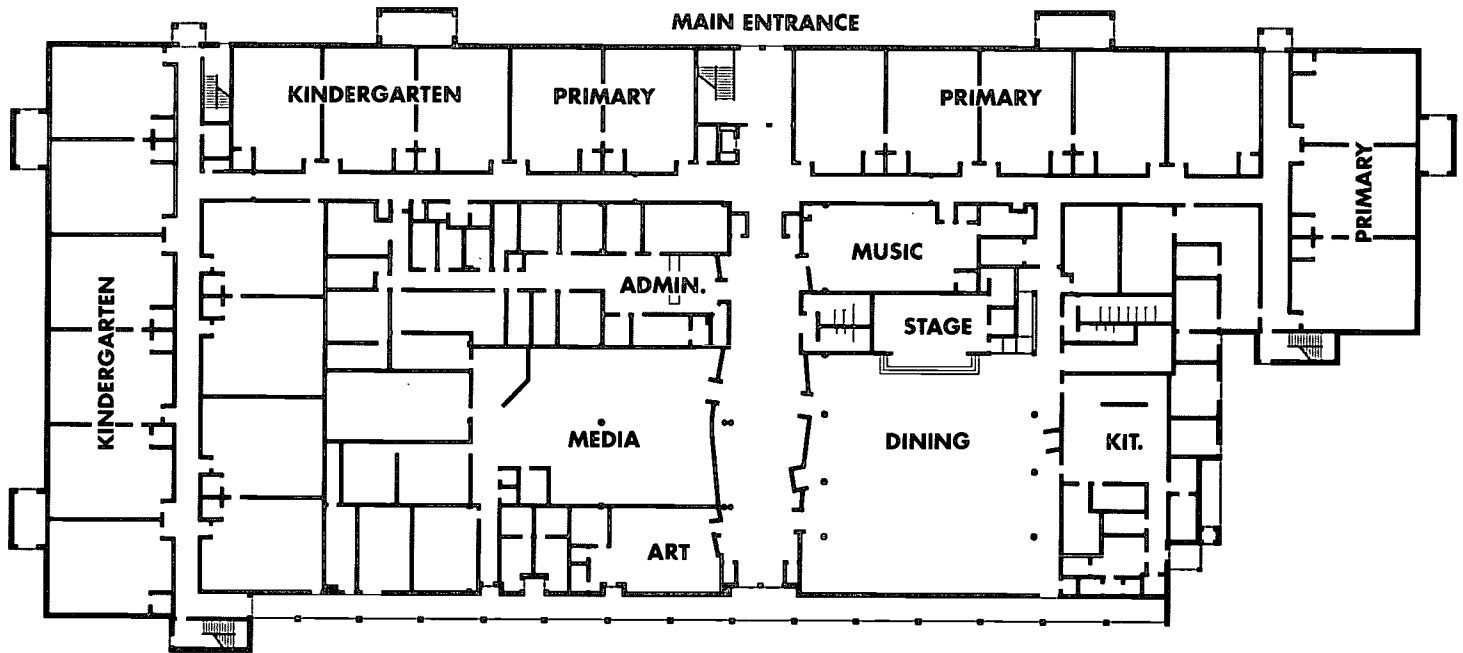 MAIN ENTRANCE
KINDERGARTEN
PRIMARY
PRIMARY
PRIMARY
MUSIC
ADMIN.
STAGE
KINDERGARTEN
MEDIA
DINING
KIT.
ART